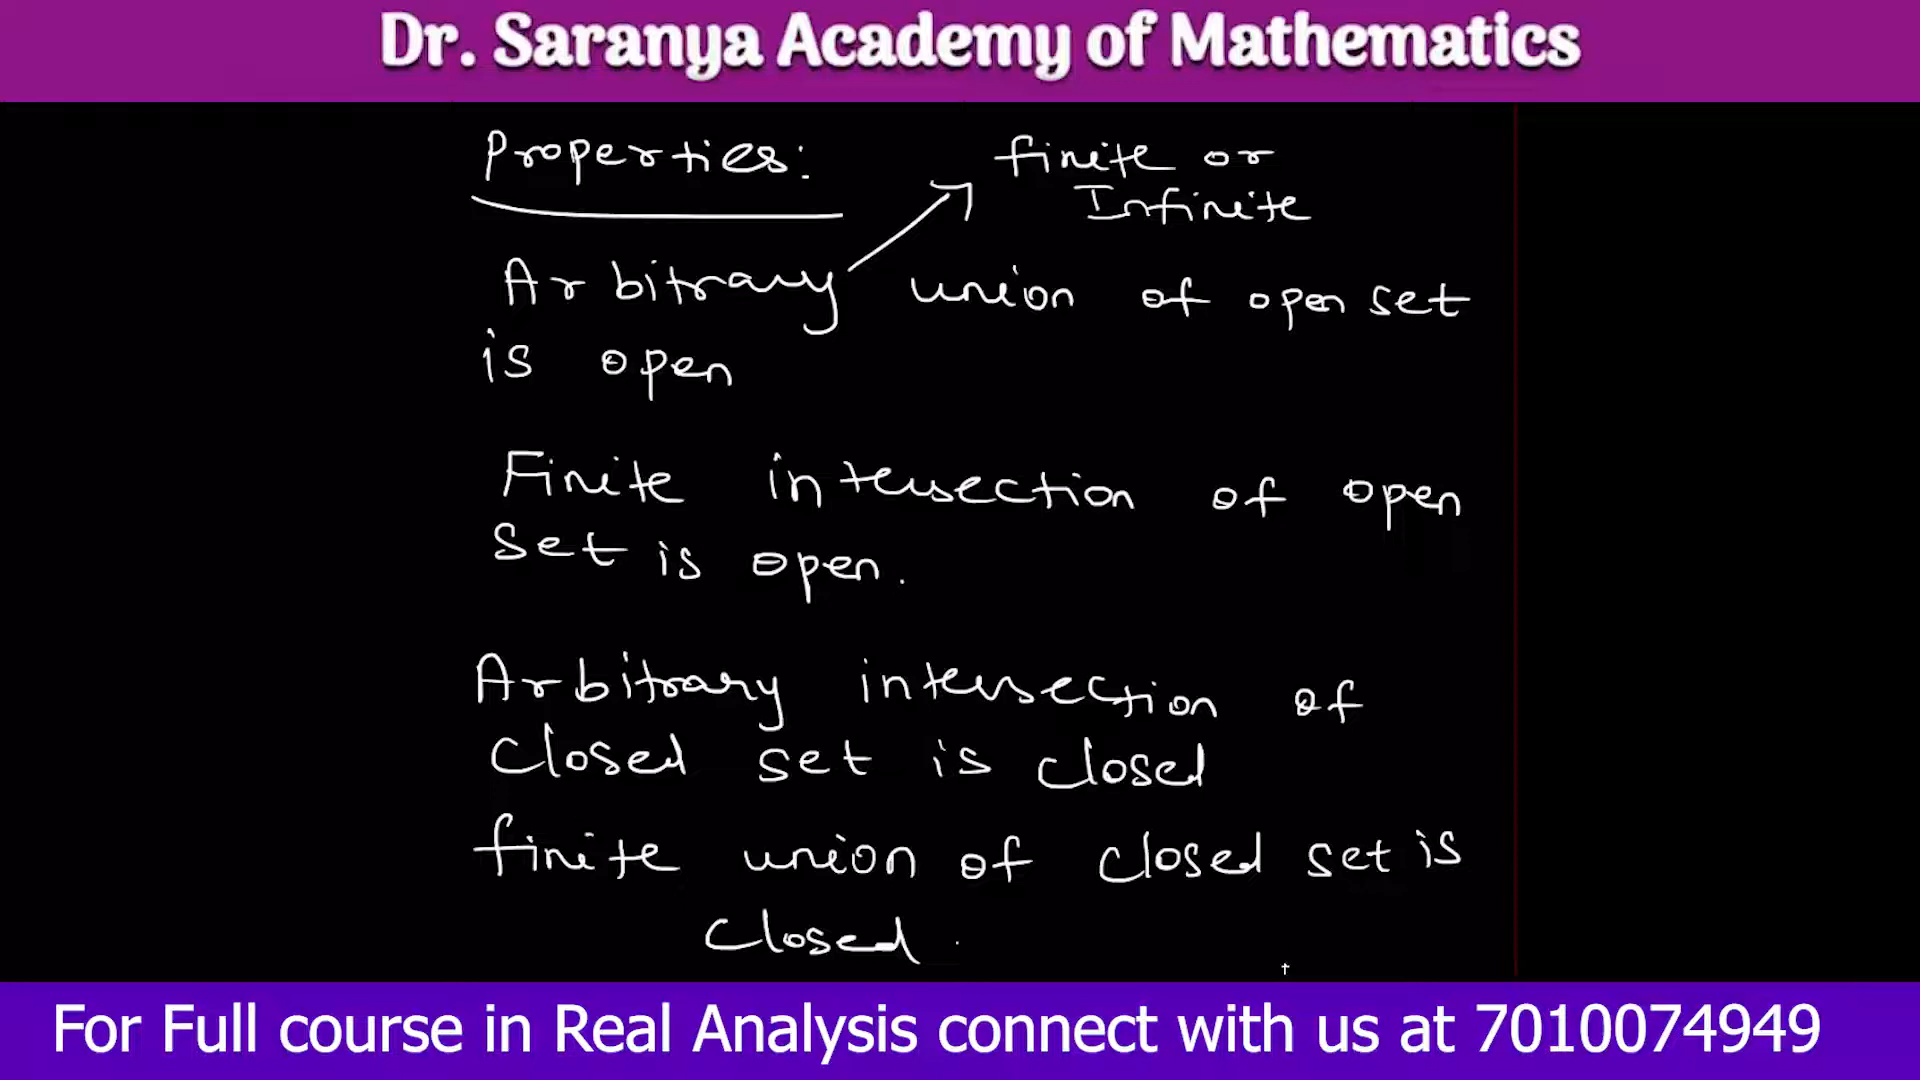 Dr. Saranya Academy of Mathematics
Properties:
finite or
Infinite
Arbitrary union of open set
is open
Finite intersection of open
set is open.
Arbitrary intersection of
closed set is closed
finite union of closed set is
closed.
For Full course in Real Analysis connect with us at 7010074949